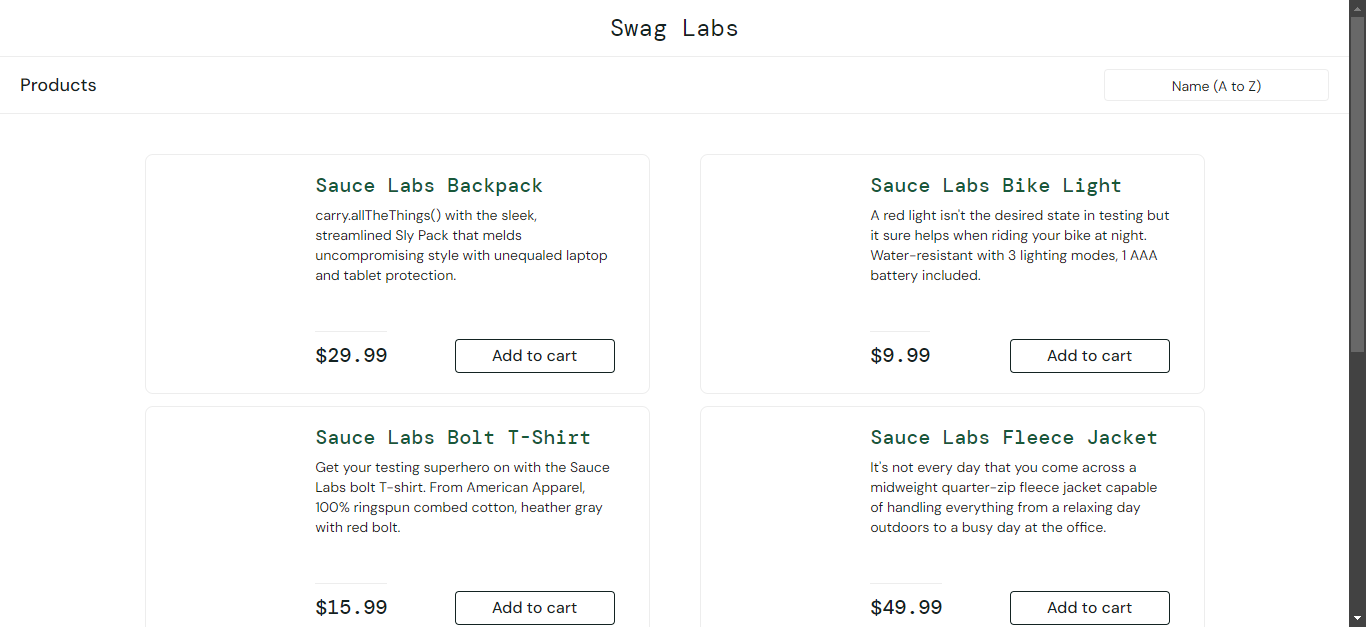 Swag Labs
Products
Name (A to Z)
Sauce Labs Backpack
carry.allTheThings() with the sleek,
streamlined Sly Pack that melds
uncompromising style with unequaled laptop
and tablet protection.
$29.99
Add to cart
Sauce Labs Bike Light
A red light isn't the desired state in testing but
it sure helps when riding your bike at night.
Water-resistant with 3 lighting modes, 1 AAA
battery included.
$9.99
Add to cart
Sauce Labs Bolt T-Shirt
Get your testing superhero on with the Sauce
Labs bolt T-shirt. From American Apparel,
100% ringspun combed cotton, heather gray
with red bolt.
$15.99
Add to cart
Sauce Labs Fleece Jacket
It's not every day that you come across a
midweight quarter-zip fleece jacket capable
of handling everything from a relaxing day
outdoors to a busy day at the office.
$49.99
Add to cart